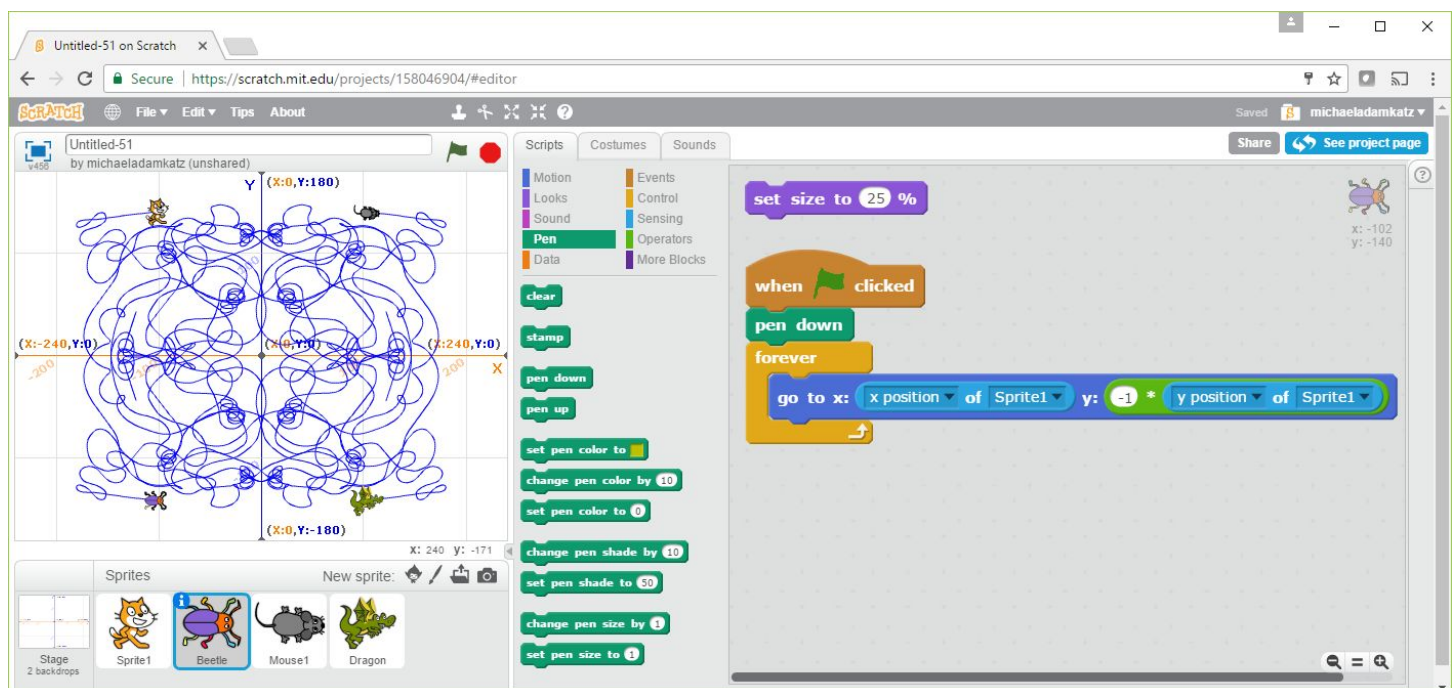 Untitled-51 on Scratch
Secure | https://scratch.mit.edu/projects/158046904/#editor
SCRATCH File Edit Tips About Saved michaeladamkatz
v456
Untitled-51
by michaeladamkatz (unshared)
Y (X:0,Y:180)
(X:-240,Y:0) (X:0,Y:0) (X:240,Y:0)
-200 200 X
(X:0,Y:-180)
X: 240 y: -171
Sprites New sprite:
Stage
2 backdrops
Sprite1 Beetle Mouse1 Dragon
Scripts Costumes Sounds
Motion Events
Looks Control
Sound Sensing
Pen Operators
Data More Blocks
clear
stamp
pen down
pen up
set pen color to
change pen color by 10
set pen color to 0
change pen shade by 10
set pen shade to 50
change pen size by 1
set pen size to 1
Share See project page
set size to 25 %
x: -102
y: -140
when clicked
pen down
forever
go to x: x position of Sprite1 y: -1 * y position of Sprite1